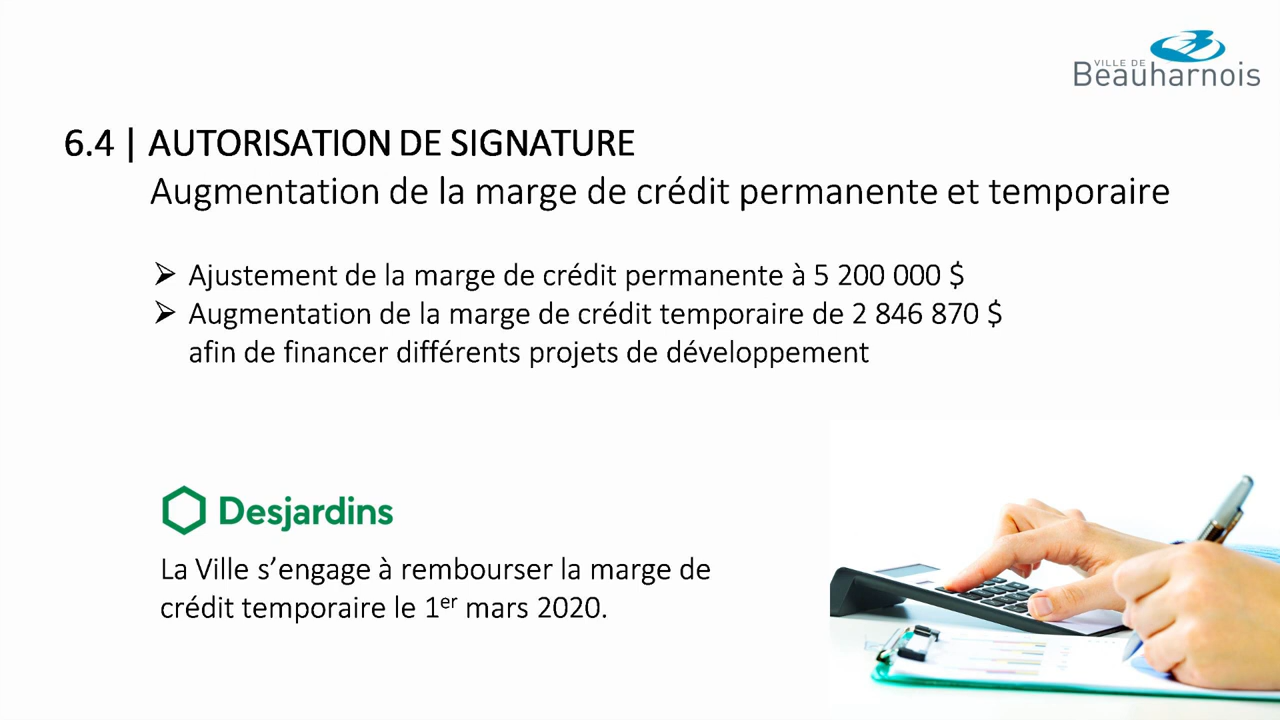 VILLE DE
Beauharnois
6.4 | AUTORISATION DE SIGNATURE
Augmentation de la marge de crédit permanente et temporaire
➢ Ajustement de la marge de crédit permanente à 5 200 000 $
➢ Augmentation de la marge de crédit temporaire de 2 846 870 $
afin de financer différents projets de développement
Desjardins
La Ville s’engage à rembourser la marge de
crédit temporaire le 1er mars 2020.